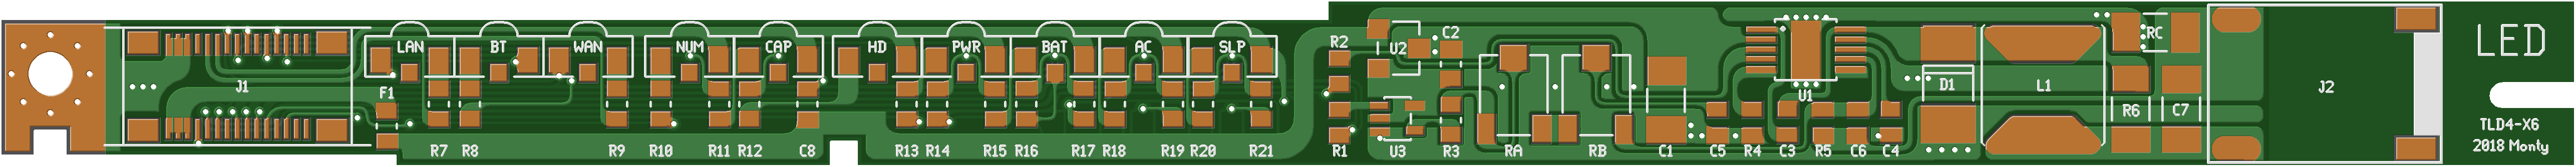 LAN BT WAN NUM CAP HD PWR BAT AC SLP
J1
F1
R7 R8 R9 R10 R11 R12 C8 R13 R14 R15 R16 R17 R18 R19 R20 R21
R2 U2 C2
R1 U3 R3 RA RB C1 C5 R4 C3 R5 C6 C4
U1
D1 L1 RC
R6 C7
J2
LED
TLD4-X6
2018 Monty